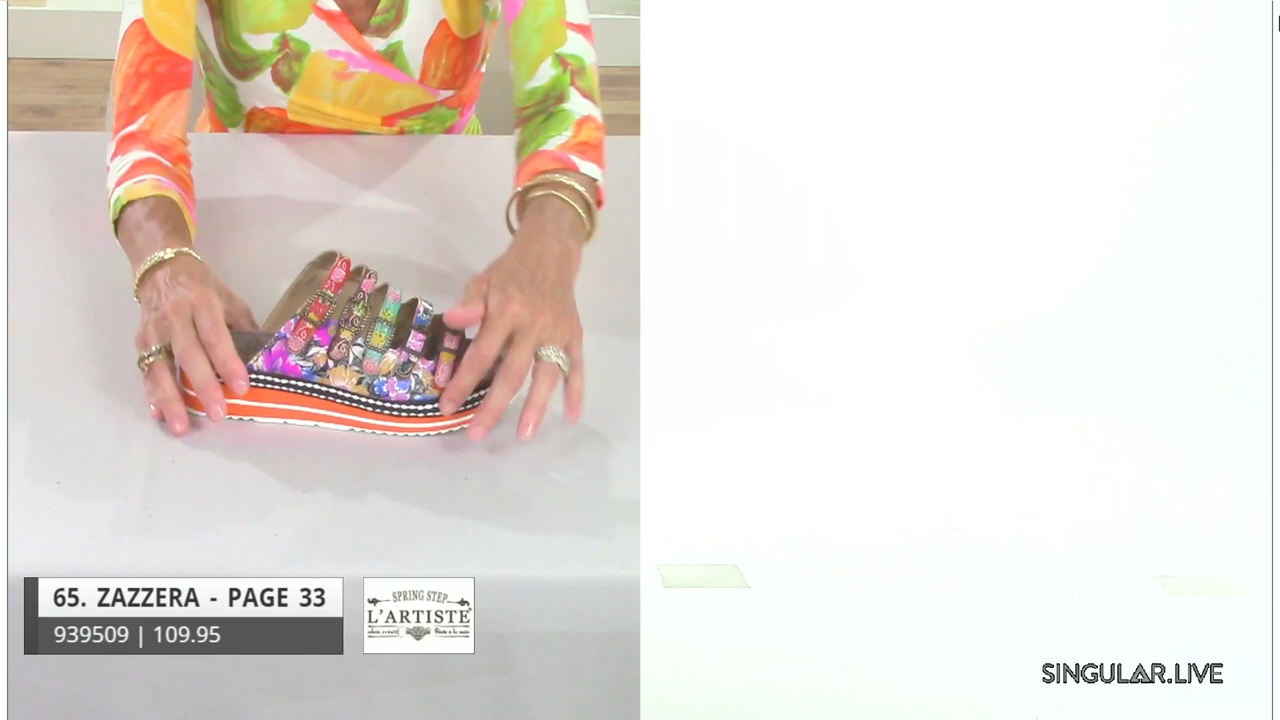 65. ZAZZERA - PAGE 33
939509 | 109.95
SPRING STEP
L'ARTISTE
SINGULAR.LIVE